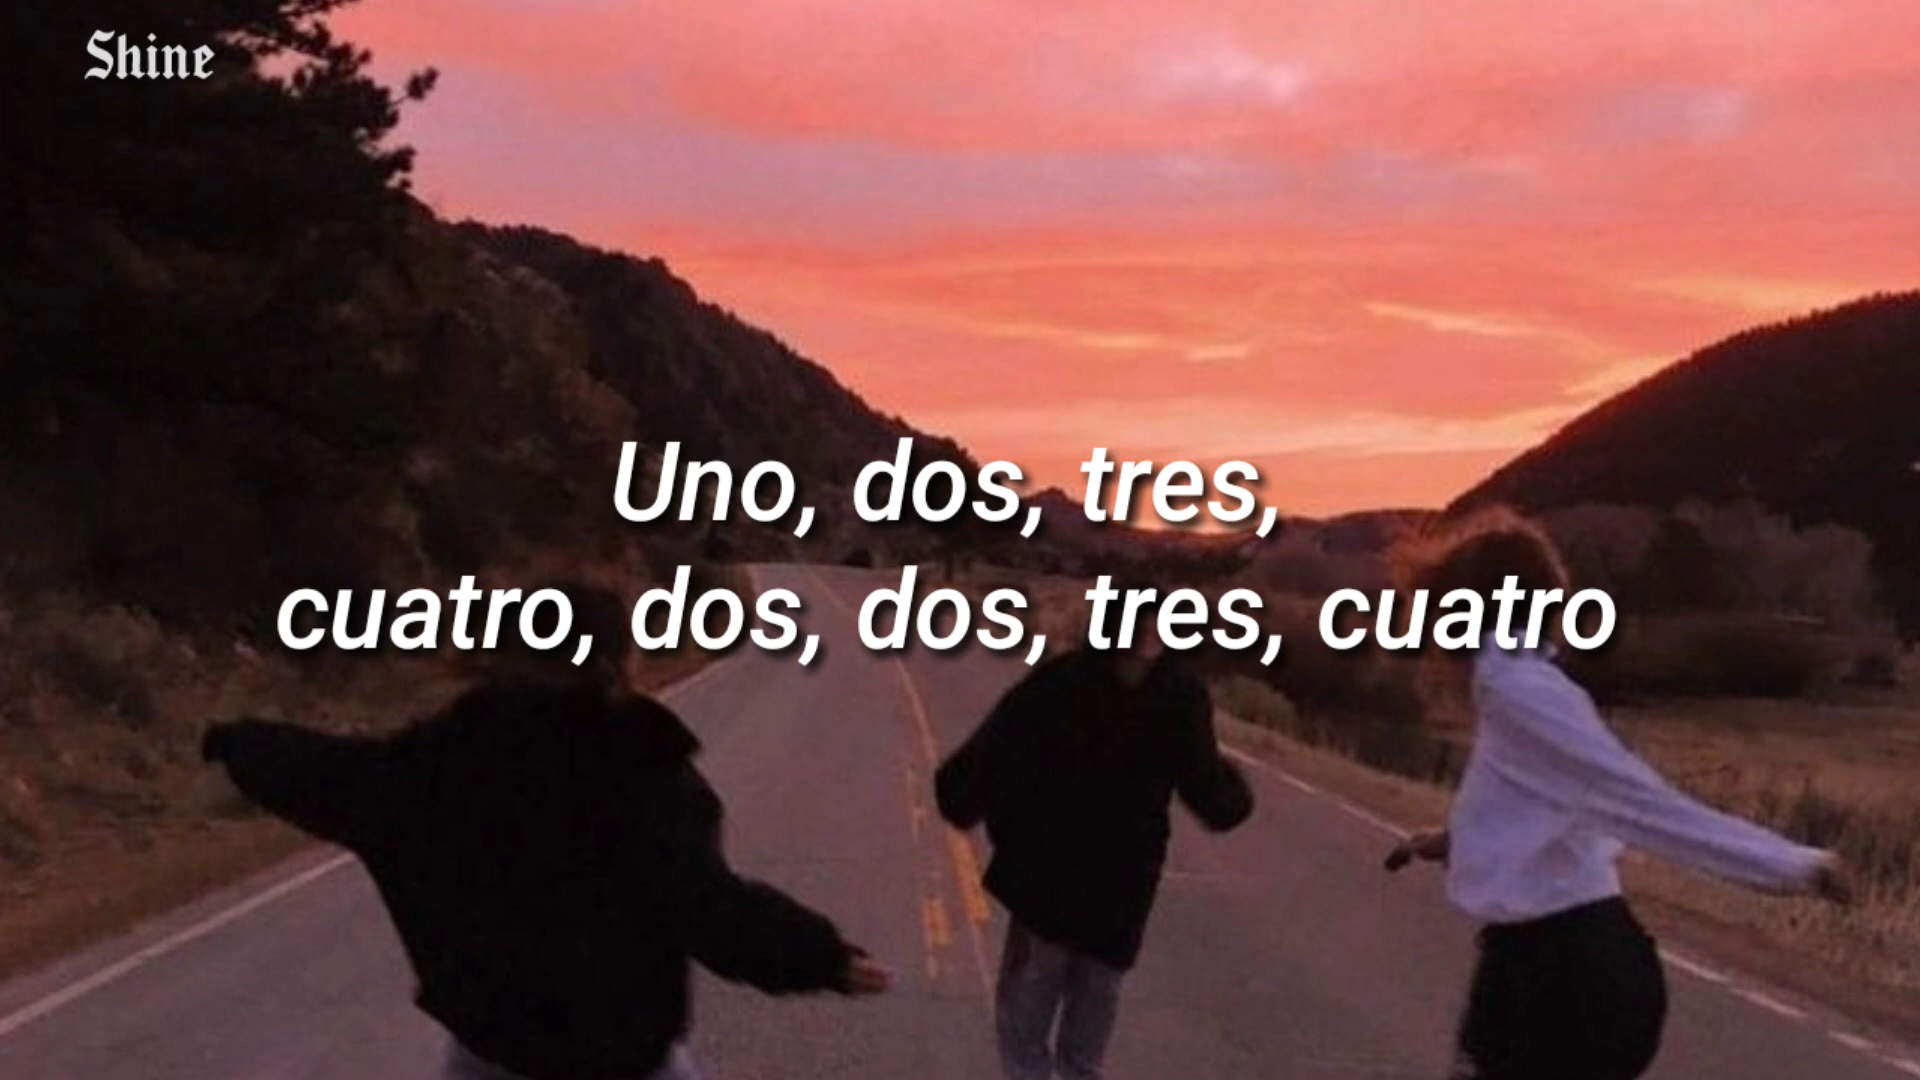 Shine
Uno, dos, tres,
cuatro, dos, dos, tres, cuatro